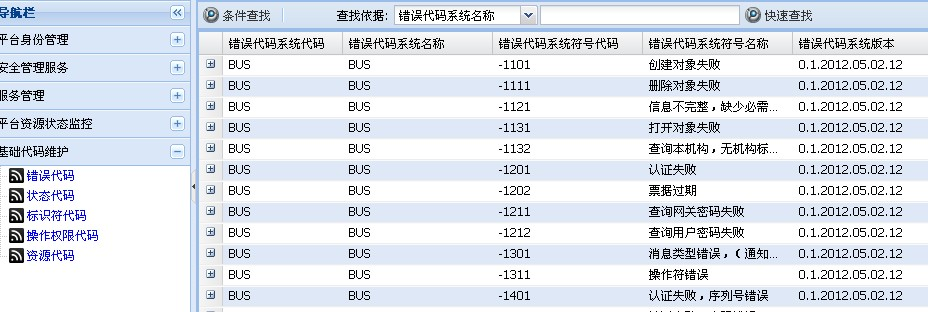 导航栏
平台身份管理
安全管理服务
服务管理
平台资源状态监控
基础代码维护
错误代码
状态代码
标识符代码
操作权限代码
资源代码
条件查找 查找依据: 错误代码系统名称 快速查找
错误代码系统代码 错误代码系统名称 错误代码系统符号代码 错误代码系统符号名称 错误代码系统版本
BUS BUS -1101 创建对象失败 0.1.2012.05.02.12
BUS BUS -1111 删除对象失败 0.1.2012.05.02.12
BUS BUS -1121 信息不完整，缺少必需... 0.1.2012.05.02.12
BUS BUS -1131 打开对象失败 0.1.2012.05.02.12
BUS BUS -1132 查询本机构，无机构标... 0.1.2012.05.02.12
BUS BUS -1201 认证失败 0.1.2012.05.02.12
BUS BUS -1202 票据过期 0.1.2012.05.02.12
BUS BUS -1211 查询网关密码失败 0.1.2012.05.02.12
BUS BUS -1212 查询用户密码失败 0.1.2012.05.02.12
BUS BUS -1301 消息类型错误，（通知... 0.1.2012.05.02.12
BUS BUS -1311 操作符错误 0.1.2012.05.02.12
BUS BUS -1401 认证失败，序列号错误 0.1.2012.05.02.12